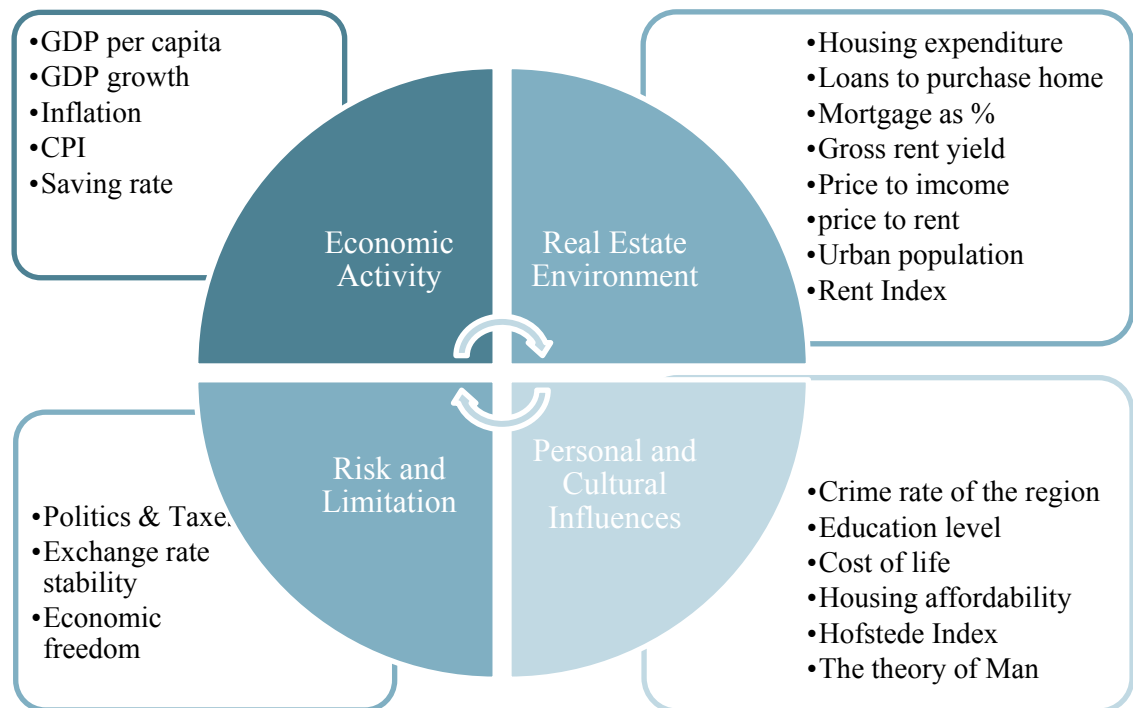 •GDP per capita
•GDP growth
•Inflation
•CPI
•Saving rate
•Housing expenditure
•Loans to purchase home
•Mortgage as %
•Gross rent yield
•Price to imcome
•price to rent
•Urban population
•Rent Index
Economic
Activity
Real Estate
Environment
Risk and
Limitation
Personal and
Cultural
Influences
•Politics & Taxes
•Exchange rate
stability
•Economic
freedom
•Crime rate of the region
•Education level
•Cost of life
•Housing affordability
•Hofstede Index
•The theory of Man